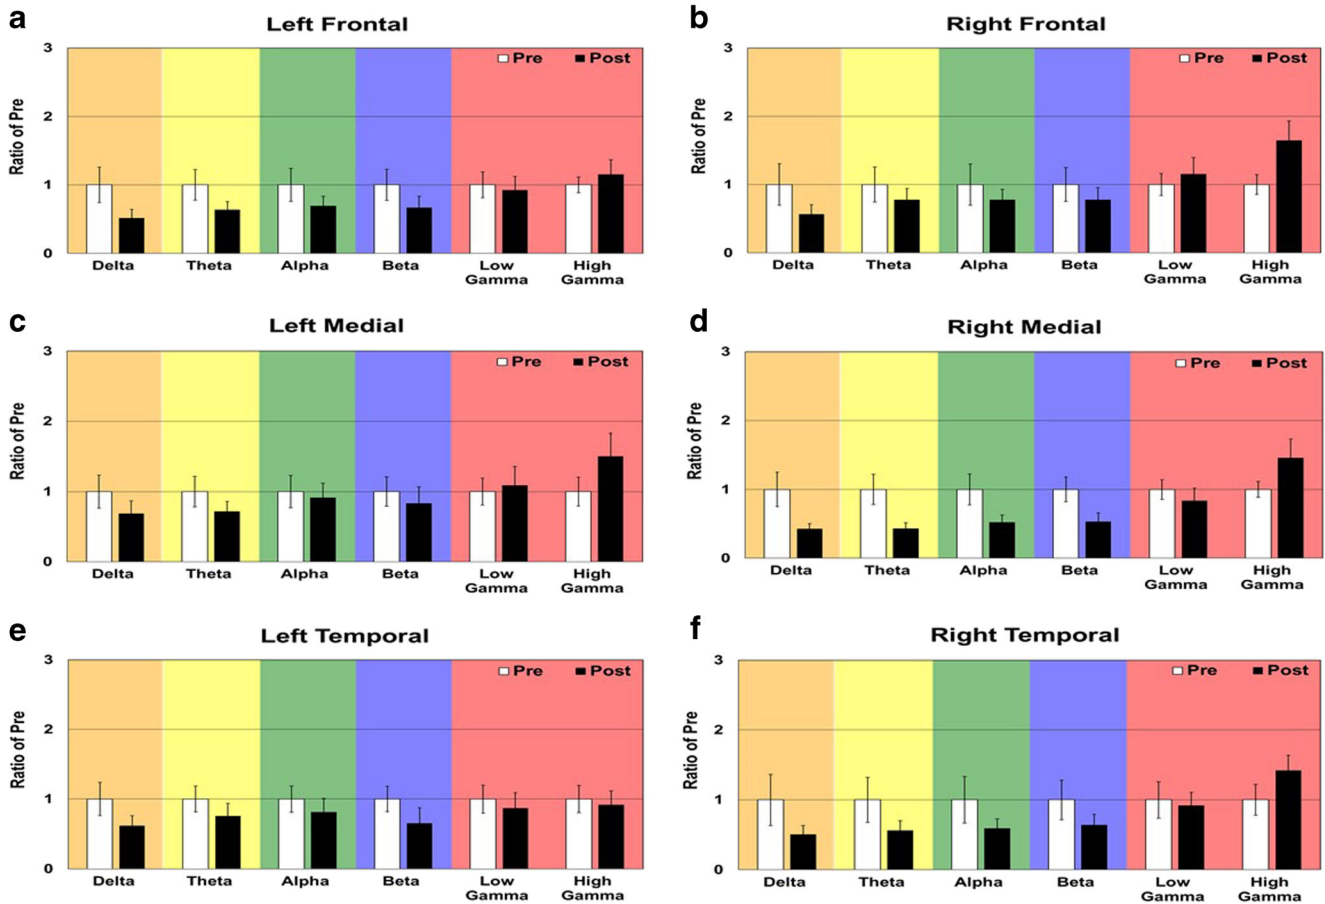 a
Left Frontal
3
Pre Post
2
1
0
Ratio of Pre
Delta Theta Alpha Beta Low Gamma High Gamma
b
Right Frontal
3
Pre Post
2
1
0
Ratio of Pre
Delta Theta Alpha Beta Low Gamma High Gamma
c
Left Medial
3
Pre Post
2
1
0
Ratio of Pre
Delta Theta Alpha Beta Low Gamma High Gamma
d
Right Medial
3
Pre Post
2
1
0
Ratio of Pre
Delta Theta Alpha Beta Low Gamma High Gamma
e
Left Temporal
3
Pre Post
2
1
0
Ratio of Pre
Delta Theta Alpha Beta Low Gamma High Gamma
f
Right Temporal
3
Pre Post
2
1
0
Ratio of Pre
Delta Theta Alpha Beta Low Gamma High Gamma